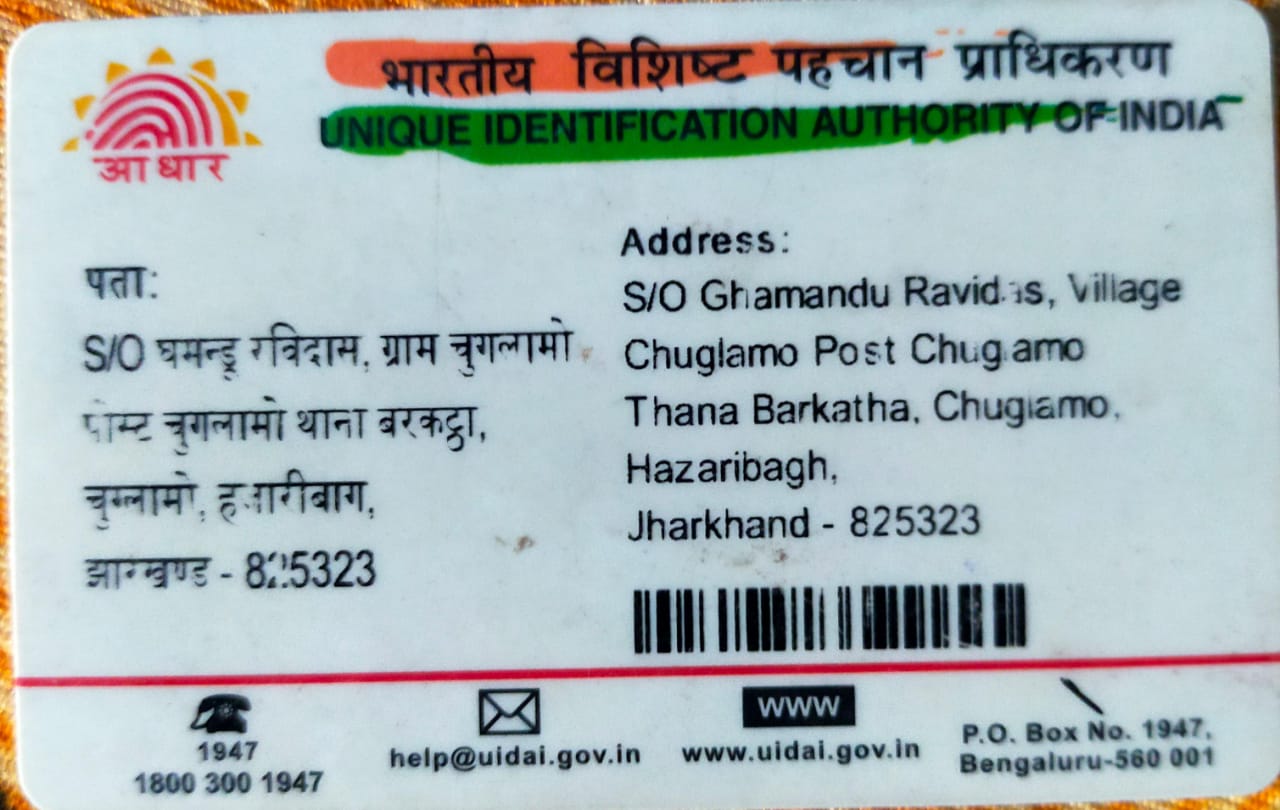 भारतीय विशिष्ट पहचान प्राधिकरण
UNIQUE IDENTIFICATION AUTHORITY OF INDIA
आधार
पता:
S/O घमन्डू रविदास, ग्राम चुगलामो,
पोस्ट चुगलामो थाना बरकट्ठा,
चुग्लामो, हजारीबाग,
झारखण्ड - 825323
Address:
S/O Ghamandu Ravidas, Village
Chuglamo Post Chuglamo
Thana Barkatha, Chuglamo,
Hazaribagh,
Jharkhand - 825323
1947
1800 300 1947
help@uidai.gov.in
www
www.uidai.gov.in
P.O. Box No. 1947,
Bengaluru-560 001